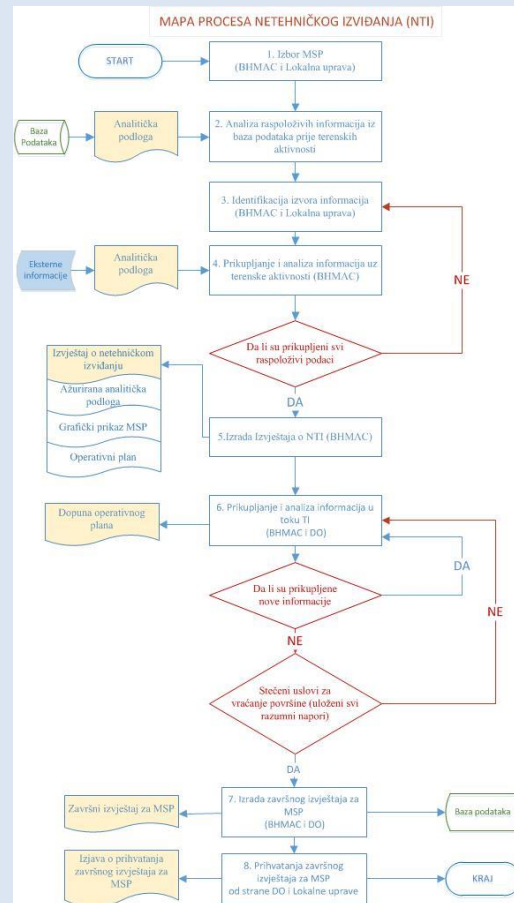 MAPA PROCESA NETEHNIČKOG IZVIĐANJA (NTI)
START
1. Izbor MSP
(BHMAC i Lokalna uprava)
Baza
Podataka
Analitička
podloga
2. Analiza raspoloživih informacija iz
baza podataka prije terenskih
aktivnosti
3. Identifikacija izvora informacija
(BHMAC i Lokalna uprava)
Eksterne
informacije
Analitička
podloga
4. Prikupljanje i analiza informacija uz
terenske aktivnosti (BHMAC)
NE
Da li su prikupljeni svi
raspoloživi podaci
DA
Izvještaj o netehničkom
izviđanju
Ažurirana analitička
podloga
Grafički prikaz MSP
Operativni plan
5.Izrada Izvještaja o NTI (BHMAC)
Dopuna operativnog
plana
6. Prikupljanje i analiza informacija u
toku TI
(BHMAC i DO)
DA
Da li su prikupljene
nove informacije
NE
NE
Stečeni uslovi za
vraćanje površine (uloženi svi
razumni napori)
DA
Završni izvještaj za MSP
7. Izrada završnog izvještaja za
MSP
(BHMAC i DO)
Baza podataka
Izjava o prihvatanja
završnog izvještaja za
MSP
8. Prihvatanja završnog
izvještaja za MSP
od strane DO i Lokalne uprave
KRAJ